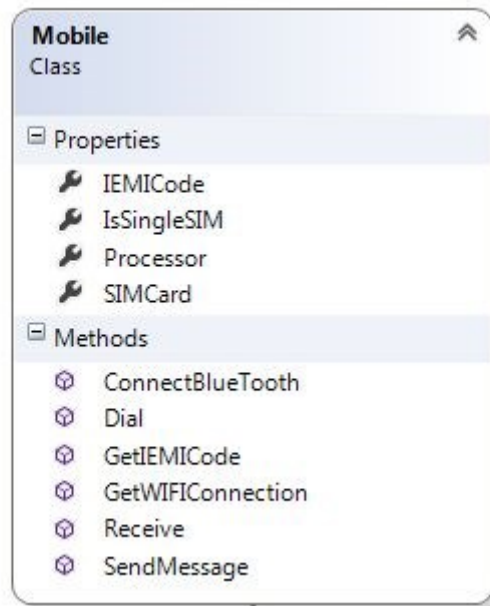 Mobile
Class
Properties
IEMICode
IsSingleSIM
Processor
SIMCard
Methods
ConnectBlueTooth
Dial
GetIEMICode
GetWIFIConnection
Receive
SendMessage